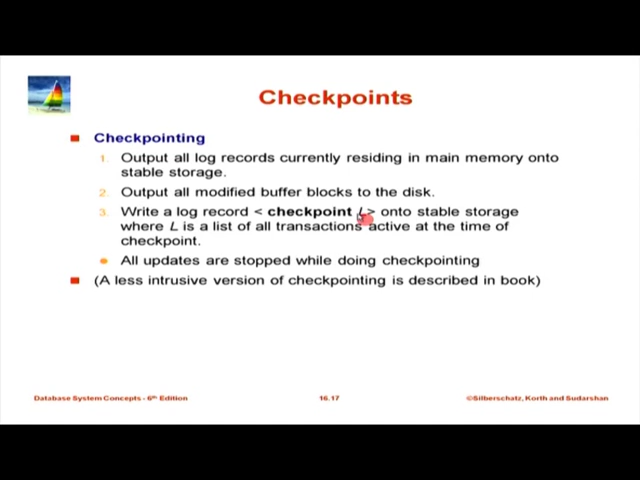 Checkpoints
Checkpointing
1. Output all log records currently residing in main memory onto
stable storage.
2. Output all modified buffer blocks to the disk.
3. Write a log record < checkpoint L> onto stable storage
where L is a list of all transactions active at the time of
checkpoint.
All updates are stopped while doing checkpointing
(A less intrusive version of checkpointing is described in book)
Database System Concepts - 6th Edition
16.17
©Silberschatz, Korth and Sudarshan